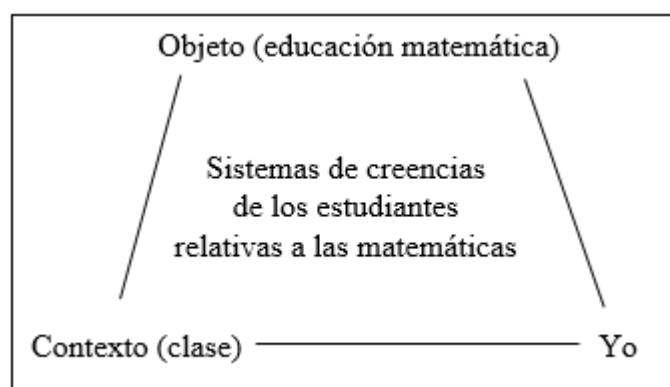 Objeto (educación matemática)
Sistemas de creencias
de los estudiantes
relativas a las matemáticas
Contexto (clase)
Yo